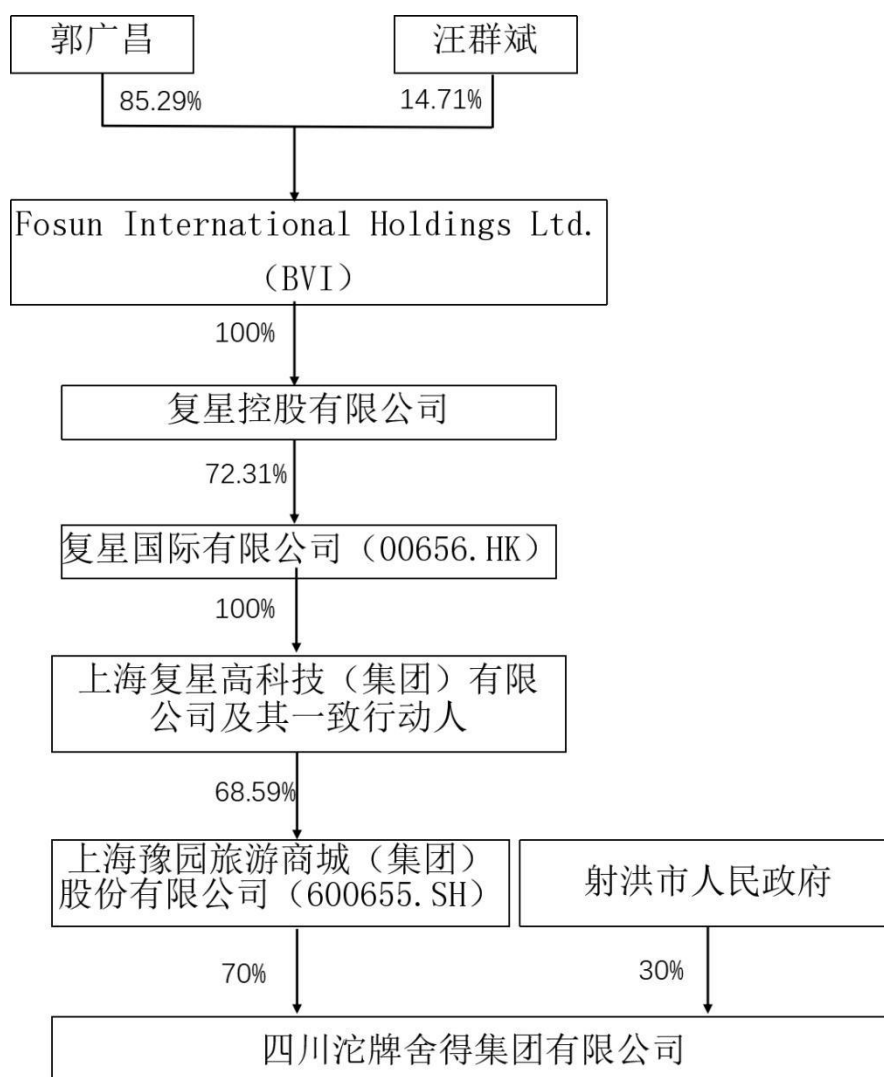 郭广昌
汪群斌
85.29%
14.71%
Fosun International Holdings Ltd.
（BVI）
100%
复星控股有限公司
72.31%
复星国际有限公司（00656.HK）
100%
上海复星高科技（集团）有限
公司及其一致行动人
68.59%
上海豫园旅游商城（集团）
股份有限公司（600655.SH）
射洪市人民政府
70%
30%
四川沱牌舍得集团有限公司